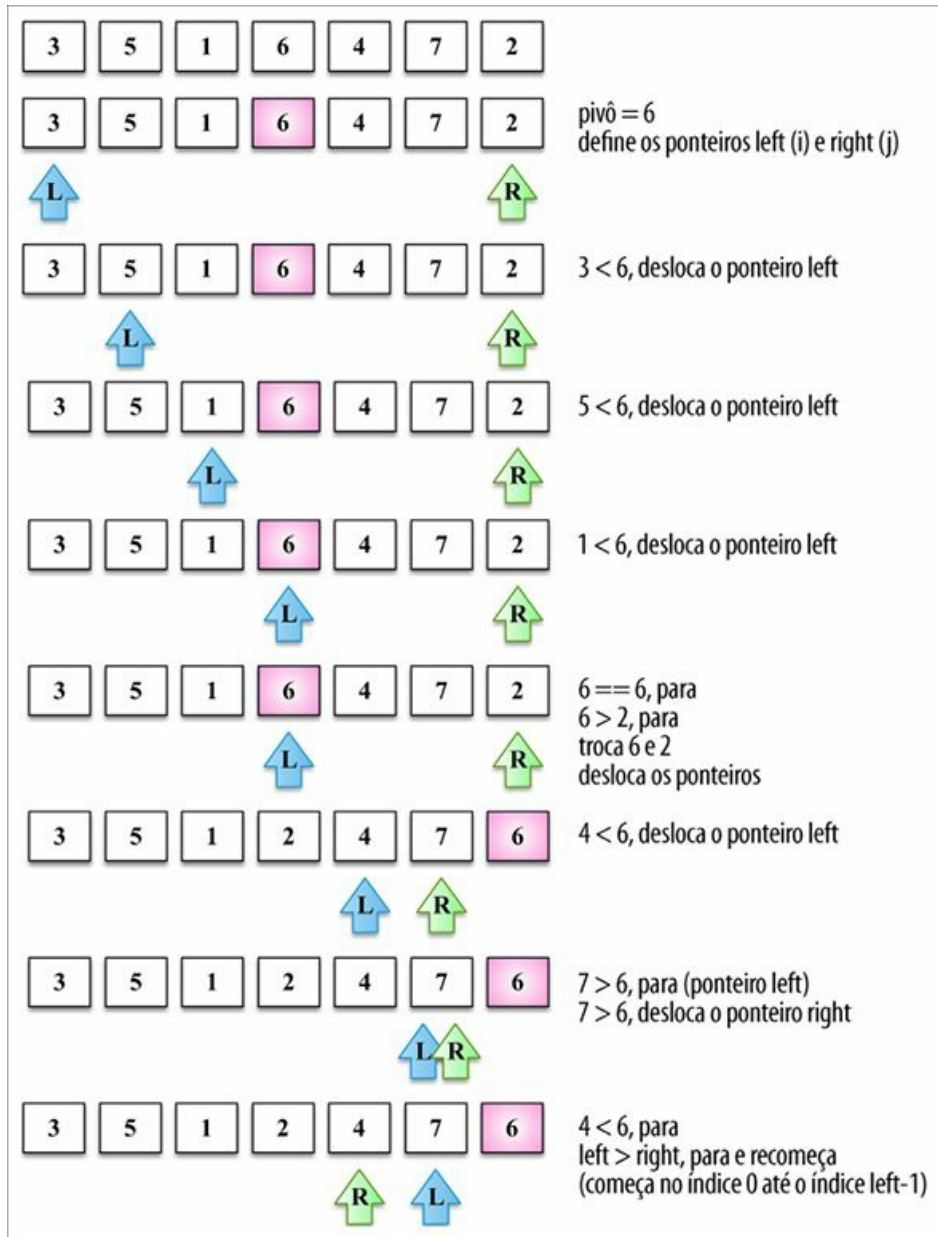 3 5 1 6 4 7 2
3 5 1 6 4 7 2
pivô = 6
define os ponteiros left (i) e right (j)
L R
3 5 1 6 4 7 2
3 < 6, desloca o ponteiro left
L R
3 5 1 6 4 7 2
5 < 6, desloca o ponteiro left
L R
3 5 1 6 4 7 2
1 < 6, desloca o ponteiro left
L R
3 5 1 6 4 7 2
6 == 6, para
6 > 2, para
troca 6 e 2
desloca os ponteiros
L R
3 5 1 2 4 7 6
4 < 6, desloca o ponteiro left
L R
3 5 1 2 4 7 6
7 > 6, para (ponteiro left)
7 > 6, desloca o ponteiro right
L R
3 5 1 2 4 7 6
4 < 6, para
left > right, para e recomeça
(começa no índice 0 até o índice left-1)
R L